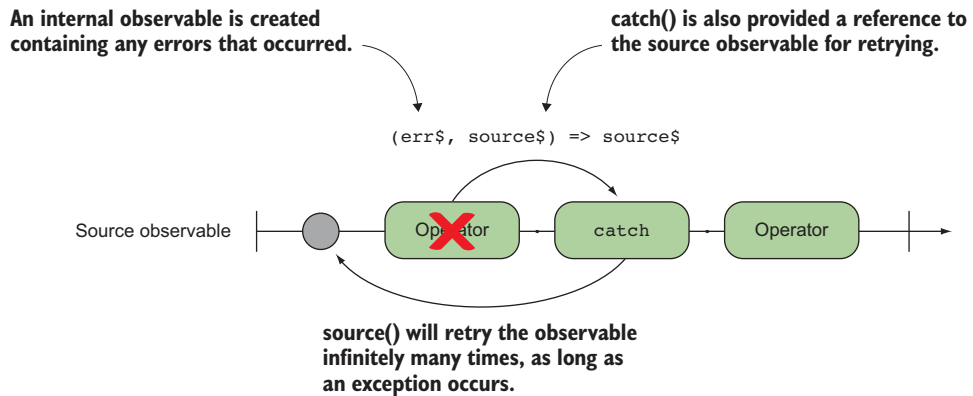 An internal observable is created
containing any errors that occurred.
catch() is also provided a reference to
the source observable for retrying.
(err$, source$) => source$
Source observable
Operator
catch
Operator
source() will retry the observable
infinitely many times, as long as
an exception occurs.